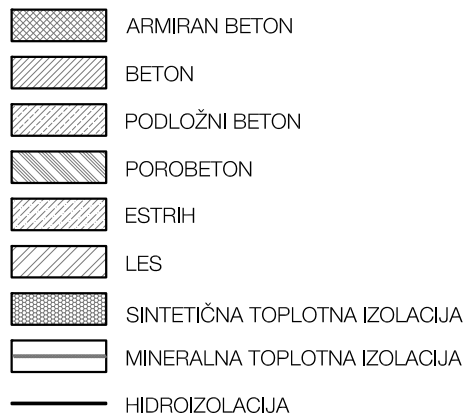 ARMIRAN BETON
BETON
PODLOŽNI BETON
POROBETON
ESTRIH
LES
SINTETIČNA TOPLOTNA IZOLACIJA
MINERALNA TOPLOTNA IZOLACIJA
HIDROIZOLACIJA